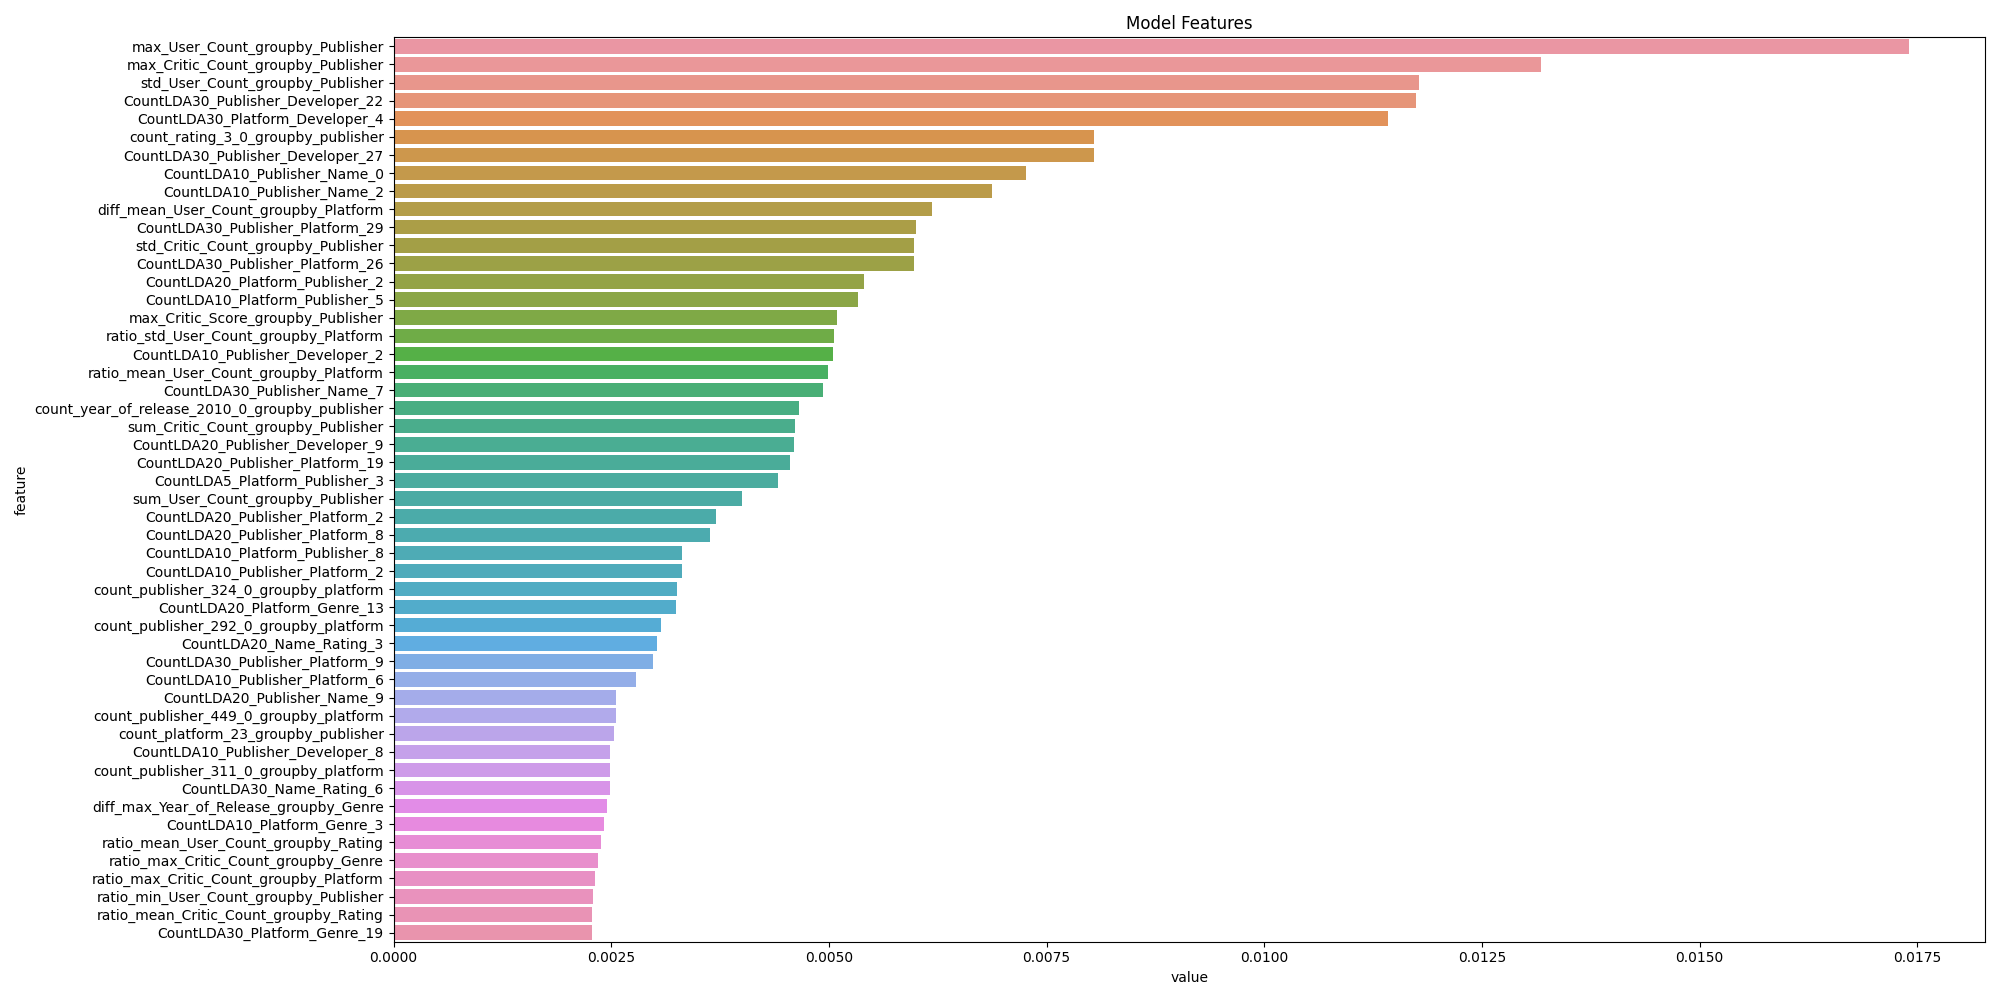 Model Features
max_User_Count_groupby_Publisher
max_Critic_Count_groupby_Publisher
std_User_Count_groupby_Publisher
CountLDA30_Publisher_Developer_22
CountLDA30_Platform_Developer_4
count_rating_3_0_groupby_publisher
CountLDA30_Publisher_Developer_27
CountLDA10_Publisher_Name_0
CountLDA10_Publisher_Name_2
diff_mean_User_Count_groupby_Platform
CountLDA30_Publisher_Platform_29
std_Critic_Count_groupby_Publisher
CountLDA30_Publisher_Platform_26
CountLDA20_Platform_Publisher_2
CountLDA10_Platform_Publisher_5
max_Critic_Score_groupby_Publisher
ratio_std_User_Count_groupby_Platform
CountLDA10_Publisher_Developer_2
ratio_mean_User_Count_groupby_Platform
CountLDA30_Publisher_Name_7
count_year_of_release_2010_0_groupby_publisher
sum_Critic_Count_groupby_Publisher
CountLDA20_Publisher_Developer_9
CountLDA20_Publisher_Platform_19
CountLDA5_Platform_Publisher_3
sum_User_Count_groupby_Publisher
CountLDA20_Publisher_Platform_2
CountLDA20_Publisher_Platform_8
CountLDA10_Platform_Publisher_8
CountLDA10_Publisher_Platform_2
count_publisher_324_0_groupby_platform
CountLDA20_Platform_Genre_13
count_publisher_292_0_groupby_platform
CountLDA20_Name_Rating_3
CountLDA30_Publisher_Platform_9
CountLDA10_Publisher_Platform_6
CountLDA20_Publisher_Name_9
count_publisher_449_0_groupby_platform
count_platform_23_groupby_publisher
CountLDA10_Publisher_Developer_8
count_publisher_311_0_groupby_platform
CountLDA30_Name_Rating_6
diff_max_Year_of_Release_groupby_Genre
CountLDA10_Platform_Genre_3
ratio_mean_User_Count_groupby_Rating
ratio_max_Critic_Count_groupby_Genre
ratio_max_Critic_Count_groupby_Platform
ratio_min_User_Count_groupby_Publisher
ratio_mean_Critic_Count_groupby_Rating
CountLDA30_Platform_Genre_19
feature
0.0000 0.0025 0.0050 0.0075 0.0100 0.0125 0.0150 0.0175
value